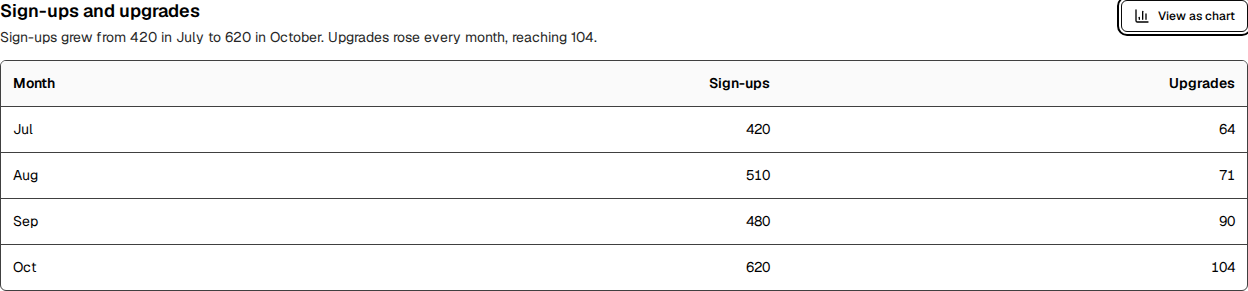 Sign-ups and upgrades
View as chart
Sign-ups grew from 420 in July to 620 in October. Upgrades rose every month, reaching 104.
Month Sign-ups Upgrades
Jul 420 64
Aug 510 71
Sep 480 90
Oct 620 104